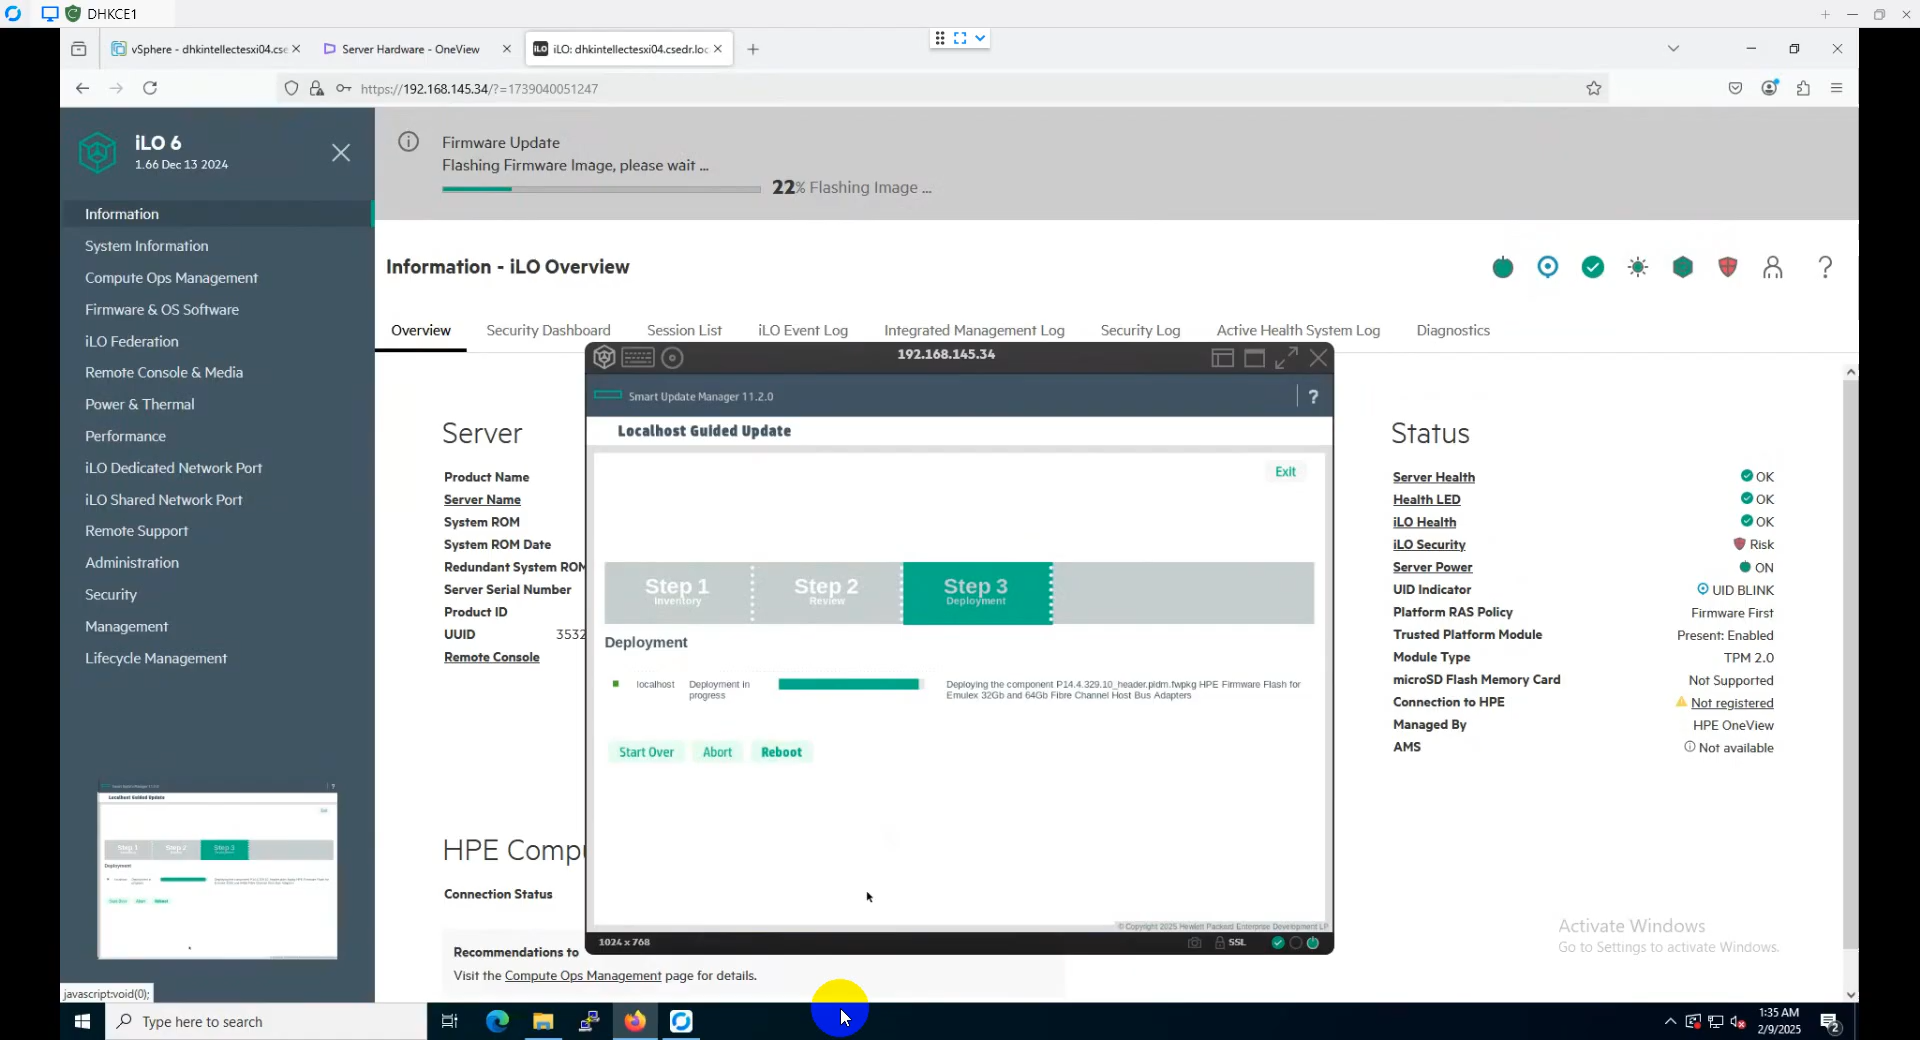 DHKCE1
vSphere - dhkintellectesxi04.cse
Server Hardware - OneView
iLO
iLO: dhkintellectesxi04.csedr.loc
https://192.168.145.34/?=1739040051247
iLO 6
1.66 Dec 13 2024
Information
System Information
Compute Ops Management
Firmware & OS Software
iLO Federation
Remote Console & Media
Power & Thermal
Performance
iLO Dedicated Network Port
iLO Shared Network Port
Remote Support
Administration
Security
Management
Lifecycle Management
javascript:void(0);
Firmware Update
Flashing Firmware Image, please wait ...
22% Flashing Image ...
Information - iLO Overview
Overview
Security Dashboard
Session List
iLO Event Log
Integrated Management Log
Security Log
Active Health System Log
Diagnostics
Server
Product Name
Server Name
System ROM
System ROM Date
Redundant System ROM
Server Serial Number
Product ID
UUID 3532
Remote Console
HPE Compu
Connection Status
Recommendations to
Visit the Compute Ops Management page for details.
192.168.145.34
Smart Update Manager 11.2.0
?
Localhost Guided Update
Exit
Step 1
Inventory
Step 2
Review
Step 3
Deployment
Deployment
localhost
Deployment in
progress
Deploying the component P14.4.329.10_header.pldm.fwpkg HPE Firmware Flash for
Emulex 32Gb and 64Gb Fibre Channel Host Bus Adapters
Start Over
Abort
Reboot
© Copyright 2025 Hewlett Packard Enterprise Development LP
1024 x 768
SSL
Status
Server Health OK
Health LED OK
iLO Health OK
iLO Security Risk
Server Power ON
UID Indicator UID BLINK
Platform RAS Policy Firmware First
Trusted Platform Module Present: Enabled
Module Type TPM 2.0
microSD Flash Memory Card Not Supported
Connection to HPE Not registered
Managed By HPE OneView
AMS Not available
Activate Windows
Go to Settings to activate Windows.
Type here to search
1:35 AM
2/9/2025
2